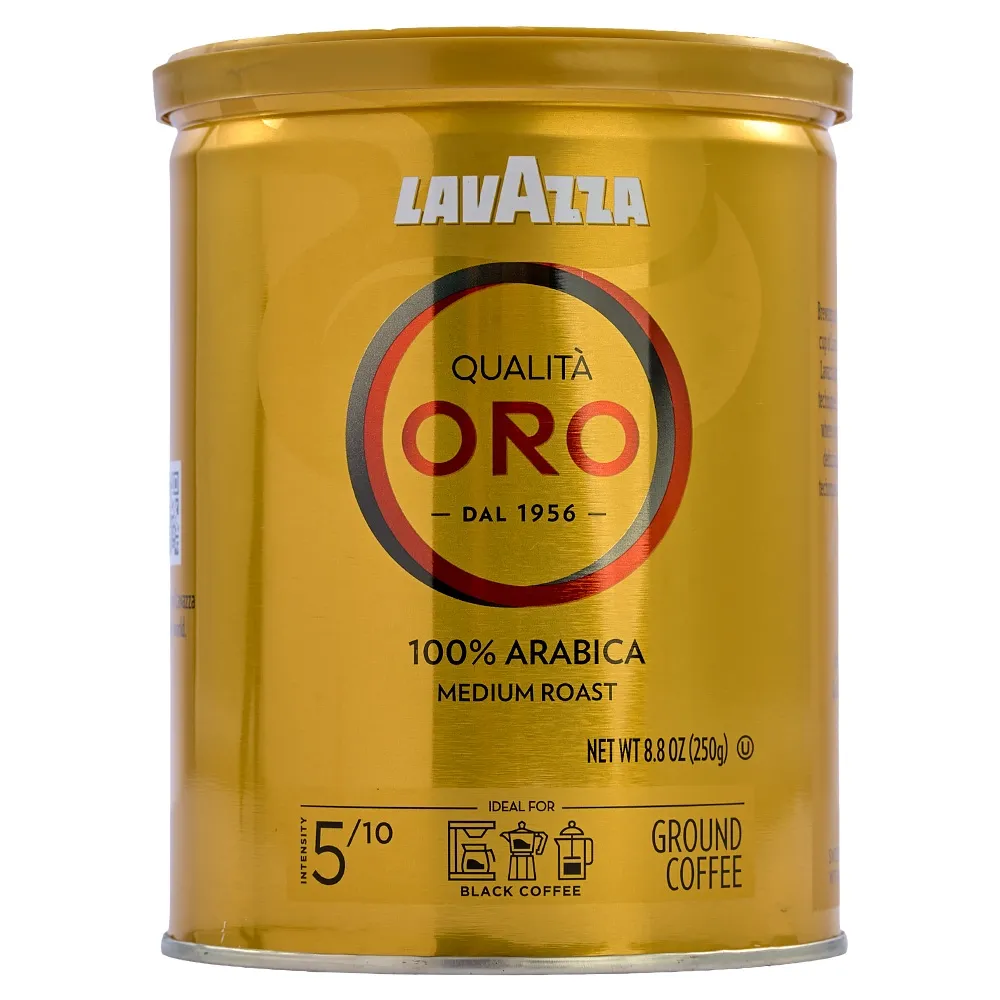 LAVAZZA
QUALITÀ
ORO
— DAL 1956 —
100% ARABICA
MEDIUM ROAST
NET WT 8.8 OZ (250g) Ⓤ
IDEAL FOR
INTENSITY
5/10
BLACK COFFEE
GROUND
COFFEE